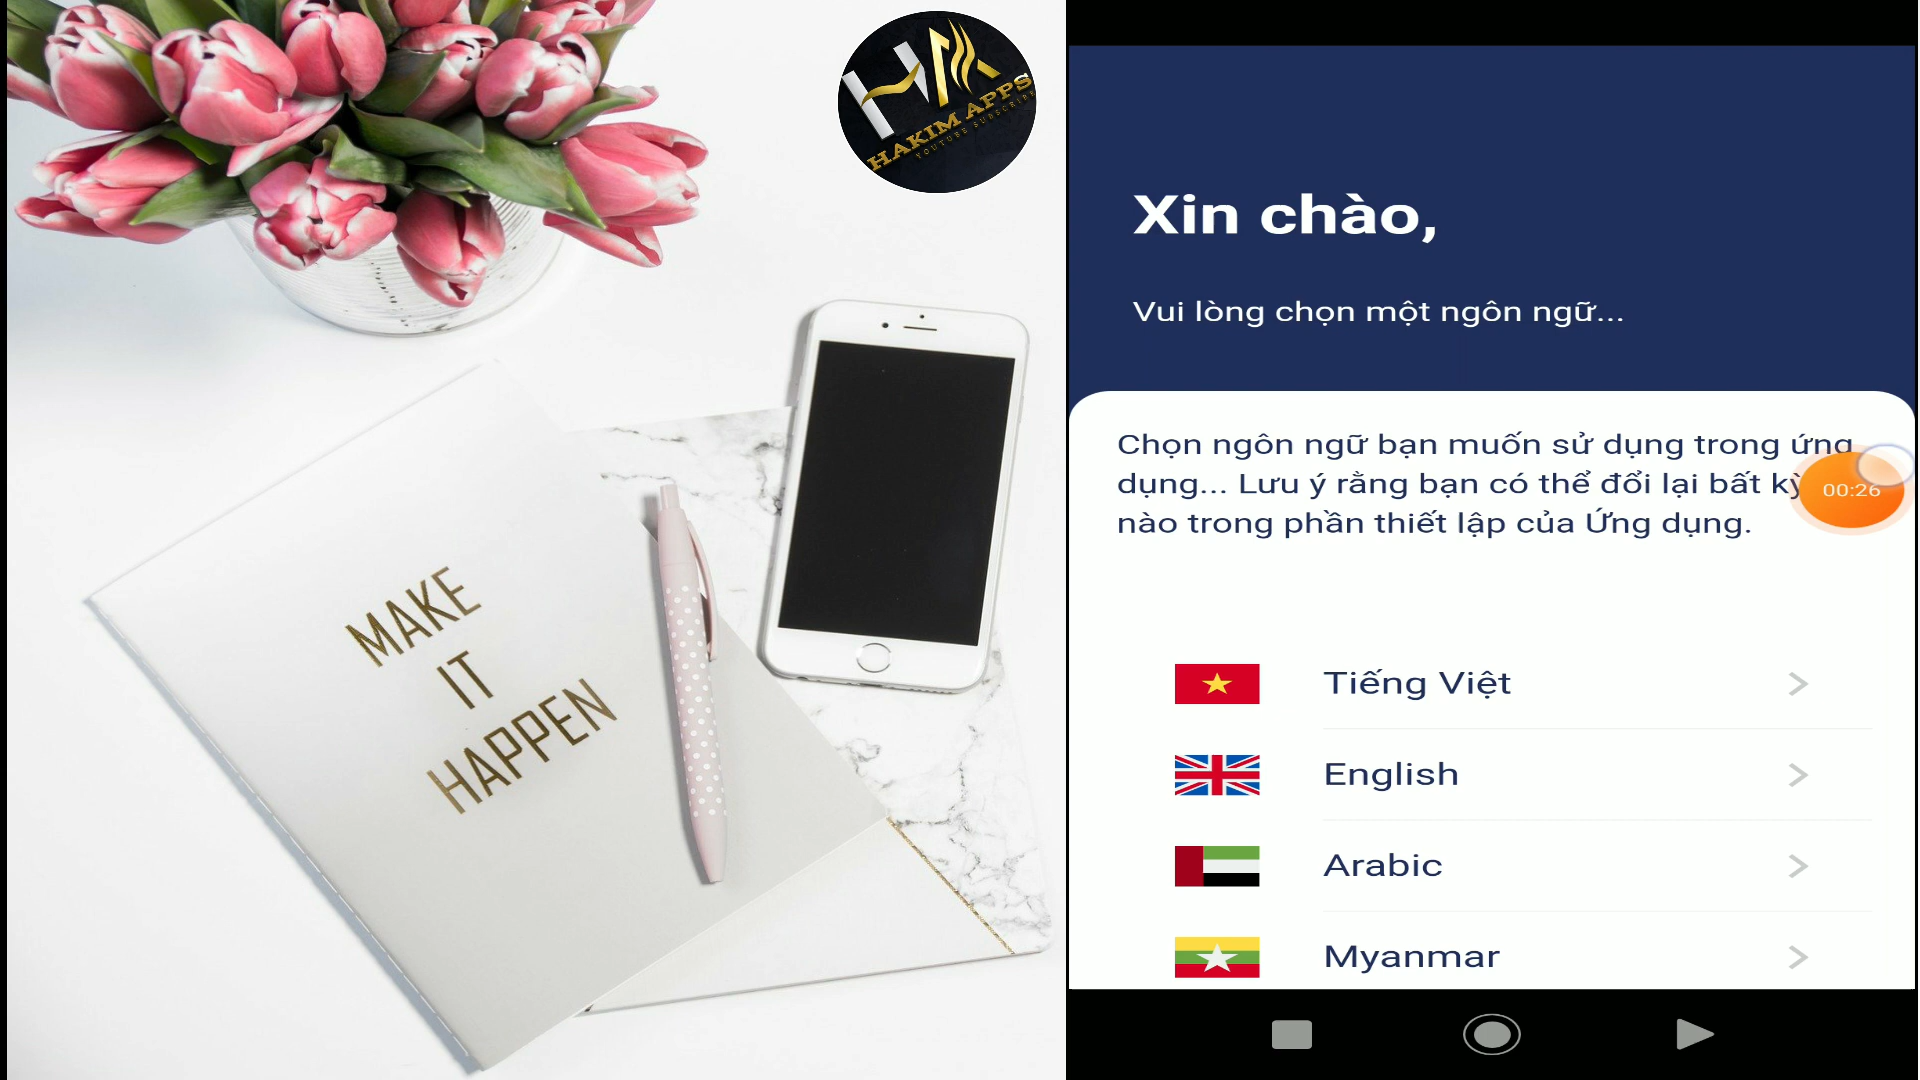 HM
HAKIM APPS
YOUTUBE SUBSCRIBE
MAKE
IT
HAPPEN
Xin chào,
Vui lòng chọn một ngôn ngữ...
Chọn ngôn ngữ bạn muốn sử dụng trong ứng
dụng... Lưu ý rằng bạn có thể đổi lại bất kỳ
nào trong phần thiết lập của Ứng dụng.
00:26
Tiếng Việt
English
Arabic
Myanmar